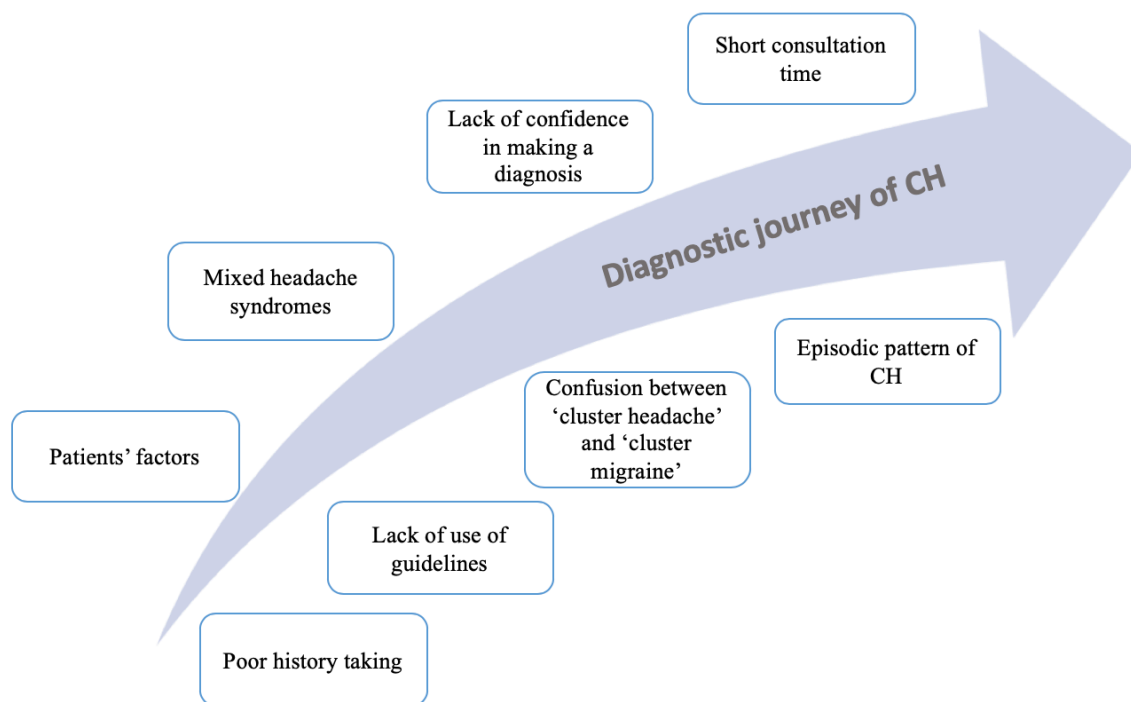 Short consultation
time
Lack of confidence
in making a
diagnosis
Diagnostic journey of CH
Mixed headache
syndromes
Episodic pattern of
CH
Confusion between
‘cluster headache’
and ‘cluster
migraine’
Patients’ factors
Lack of use of
guidelines
Poor history taking